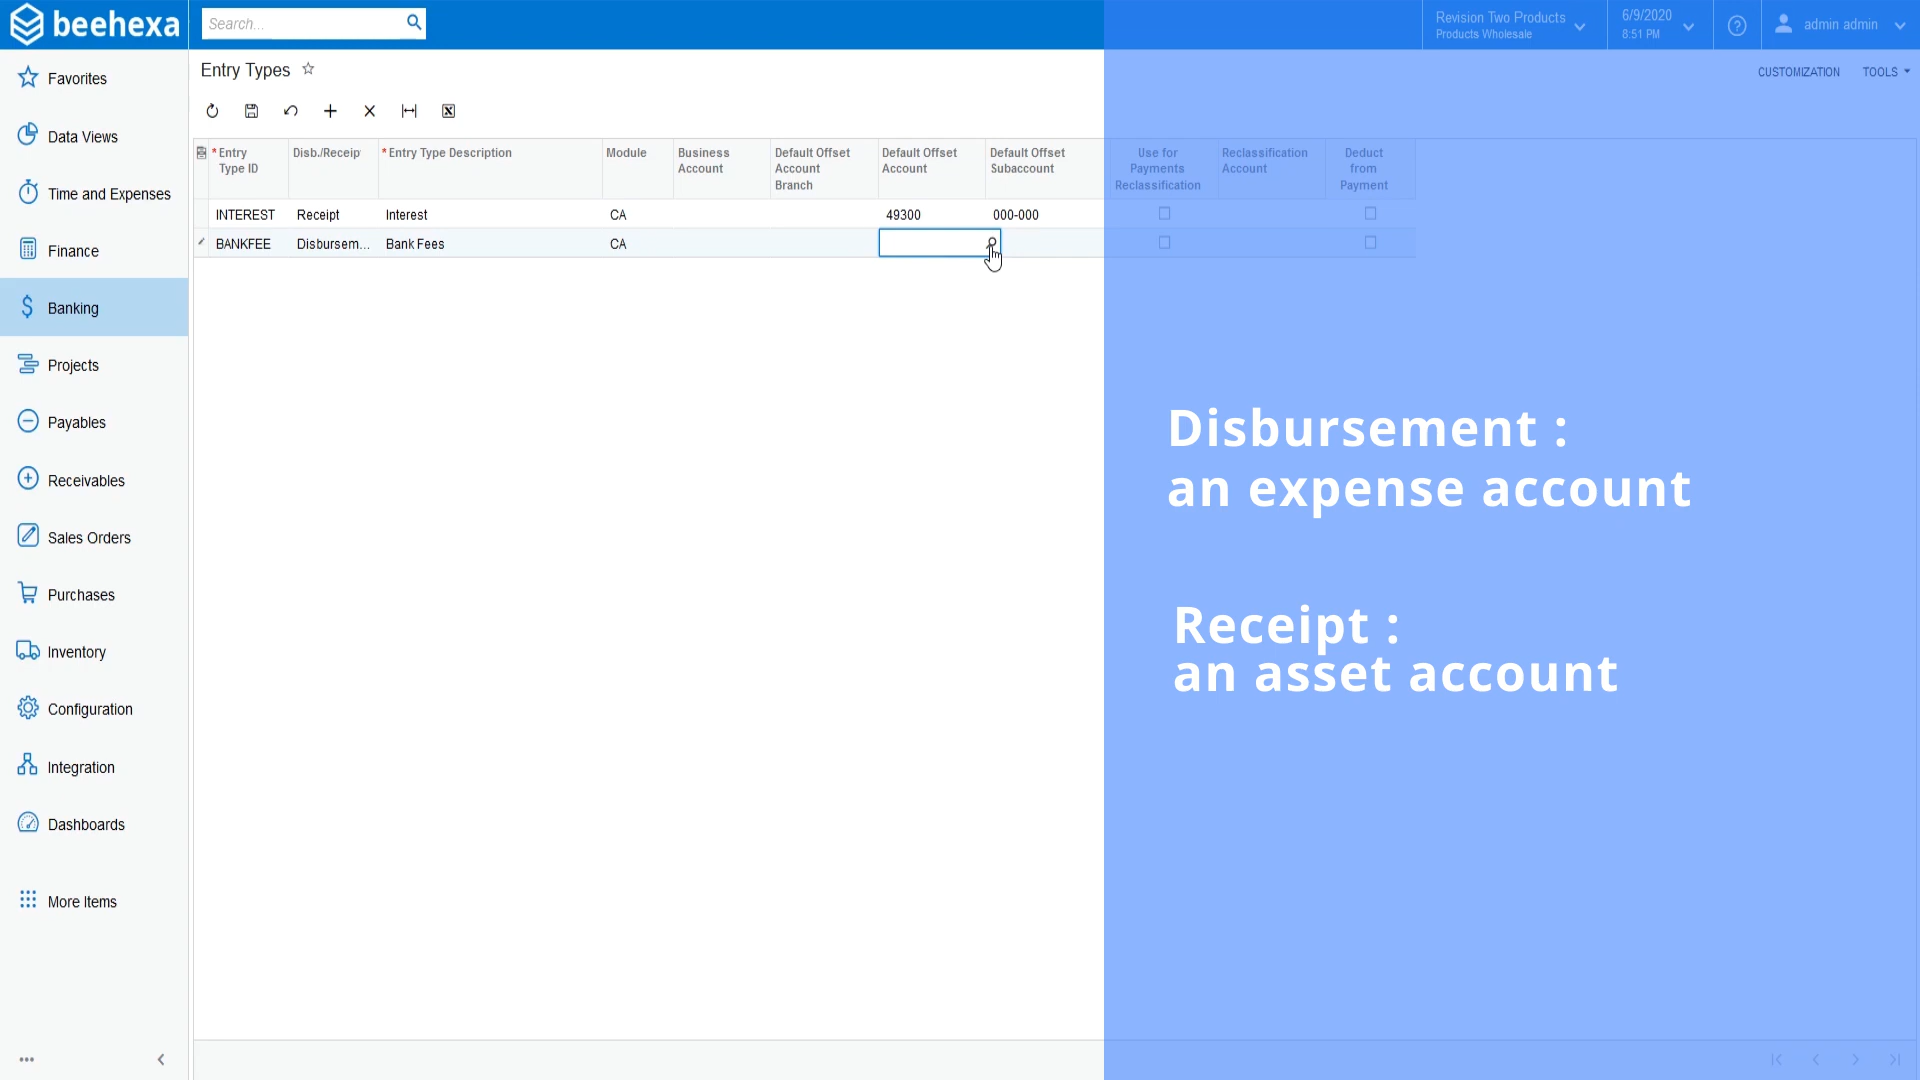 beehexa
Search...
Revision Two Products
Products Wholesale
6/9/2020
8:51 PM
admin admin
Favorites
Data Views
Time and Expenses
Finance
Banking
Projects
Payables
Receivables
Sales Orders
Purchases
Inventory
Configuration
Integration
Dashboards
More Items
Entry Types
CUSTOMIZATION
TOOLS
* Entry Type ID
Disb./Receip
* Entry Type Description
Module
Business Account
Default Offset Account Branch
Default Offset Account
Default Offset Subaccount
Use for Payments Reclassification
Reclassification Account
Deduct from Payment
INTEREST Receipt Interest CA 49300 000-000
BANKFEE Disbursem... Bank Fees CA
Disbursement :
an expense account
Receipt :
an asset account